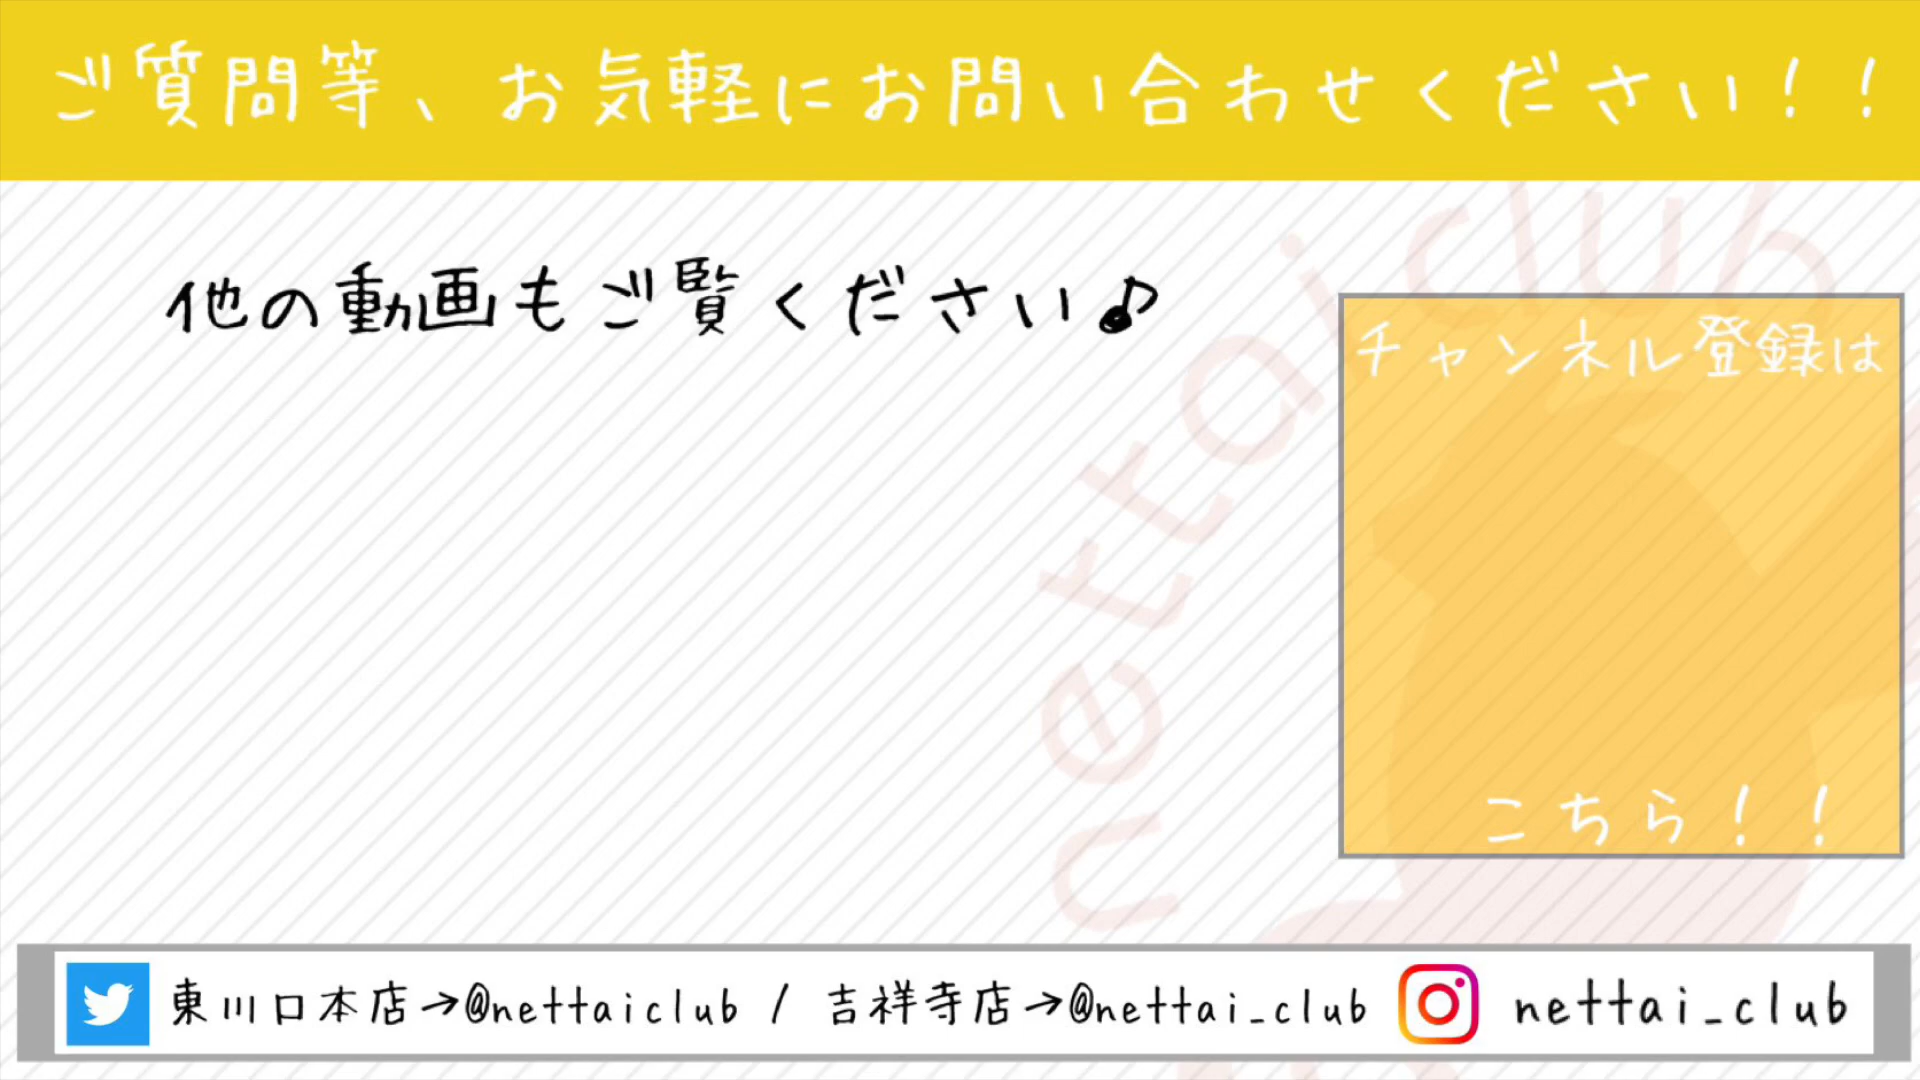 ご質問等、お気軽にお問い合わせください！！
他の動画もご覧ください♪
nettaiclub
チャンネル登録は
こちら！！
東川口本店→@nettaiclub / 吉祥寺店→@nettai_club
nettai_club